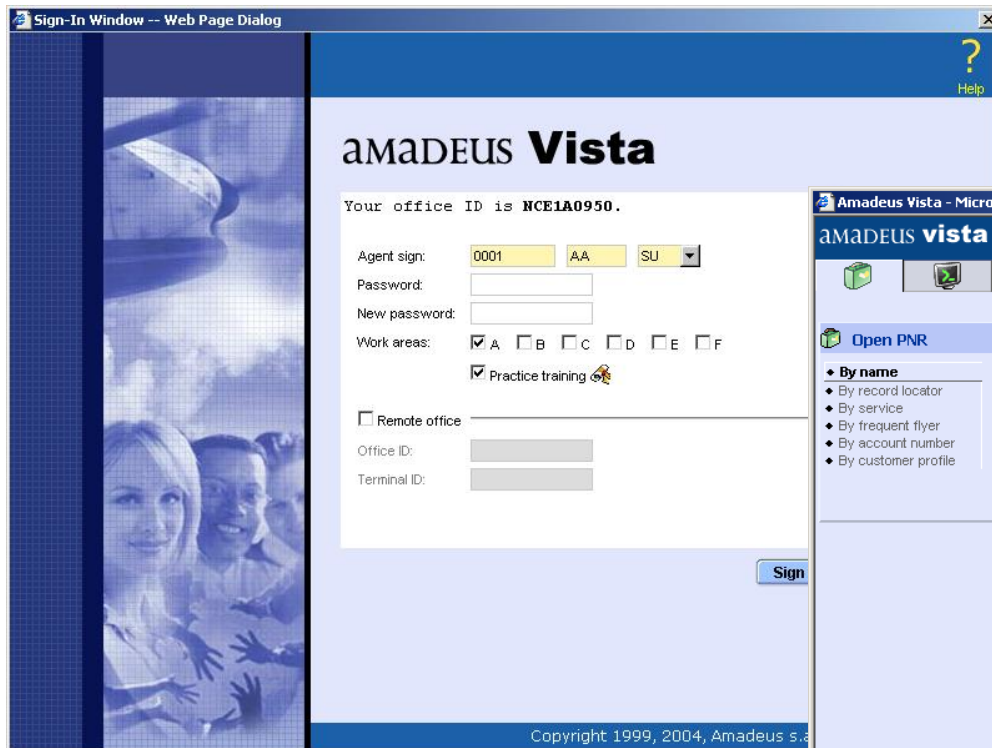 Sign-In Window -- Web Page Dialog
?
Help
amadeus Vista
Your office ID is NCE1A0950.
Agent sign: 0001 AA SU
Password:
New password:
Work areas: A B C D E F
Practice training
Remote office
Office ID:
Terminal ID:
Sign
Copyright 1999, 2004, Amadeus s.a
Amadeus Vista - Micro
amadeus vista
Open PNR
By name
By record locator
By service
By frequent flyer
By account number
By customer profile